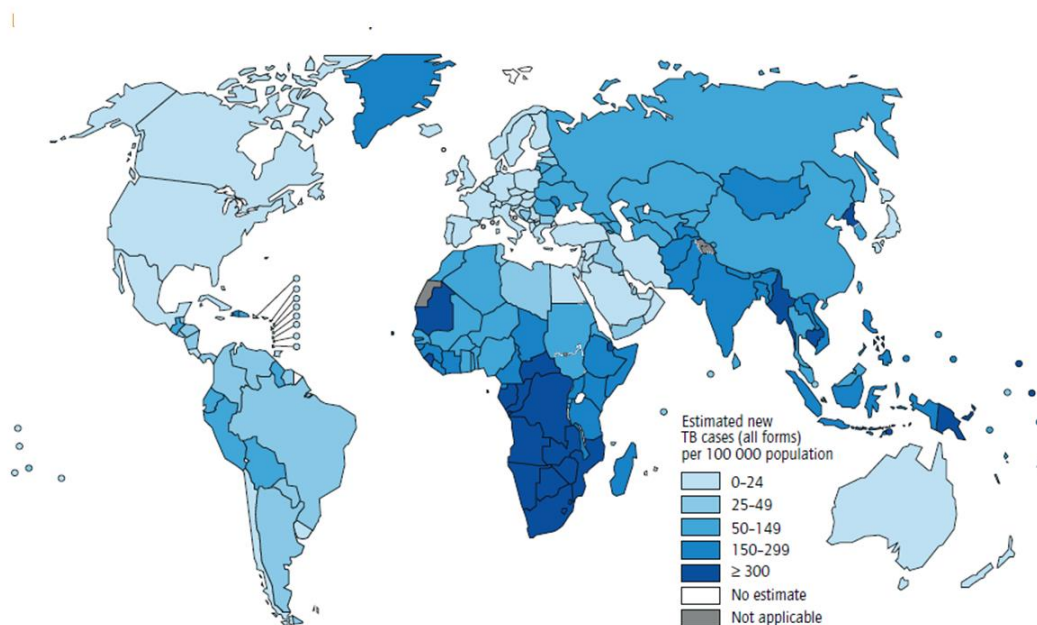 Estimated new
TB cases (all forms)
per 100 000 population
0–24
25–49
50–149
150–299
≥ 300
No estimate
Not applicable